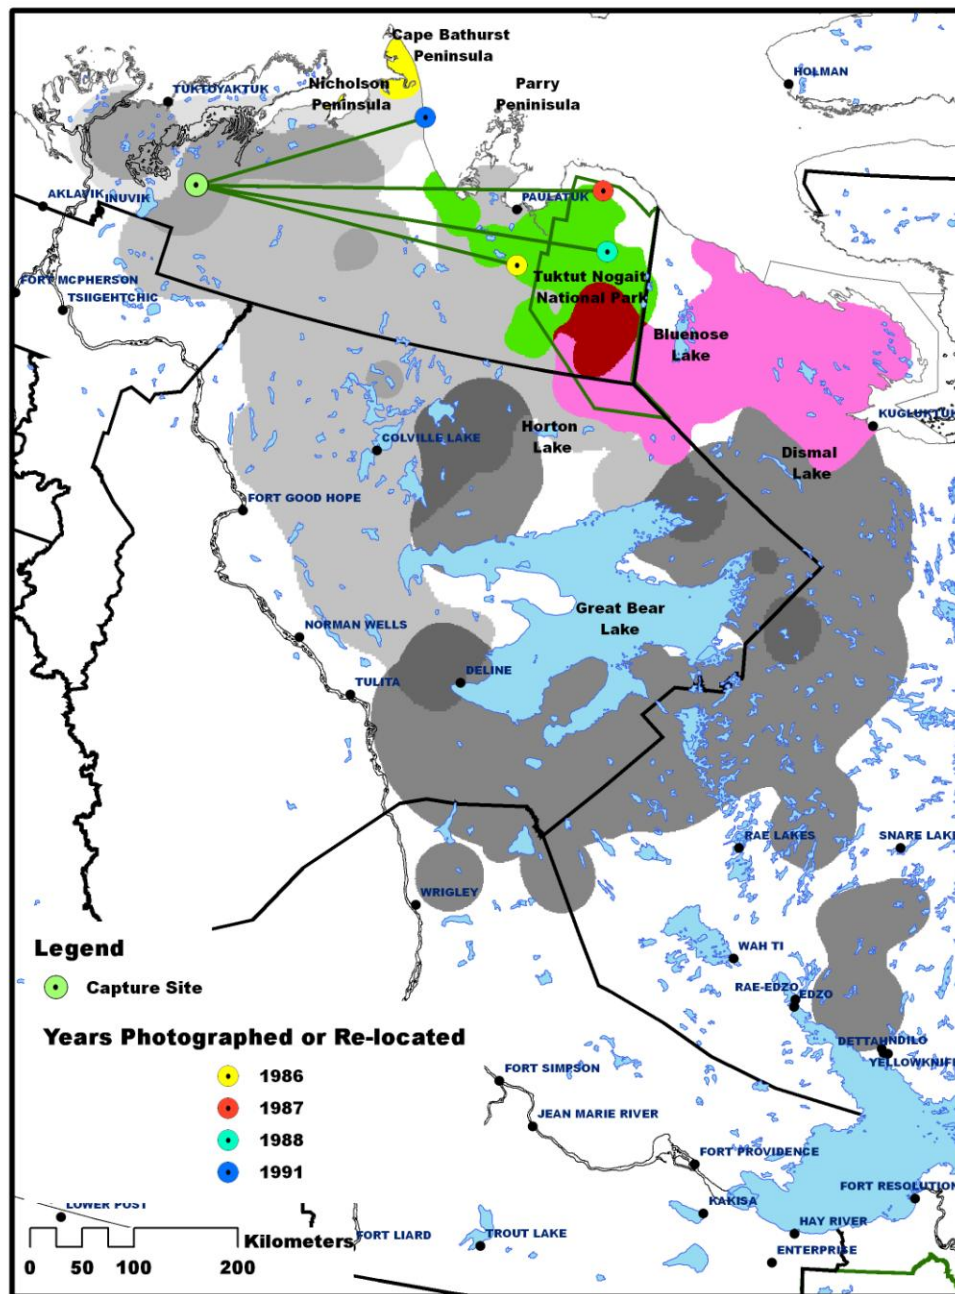 Cape Bathurst
Peninsula
HOLMAN
TUKTOYAKTUK
Nicholson
Peninsula
Parry
Peninisula
AKLAVIK
INUVIK
PAULATUK
FORT MCPHERSON
TSIIGEHTCHIC
Tuktut Nogait
National Park
Bluenose
Lake
KUGLUKTUK
Horton
Lake
COLVILLE LAKE
Dismal
Lake
FORT GOOD HOPE
Great Bear
Lake
NORMAN WELLS
DELINE
TULITA
RAE LAKES
SNARE LAKE
WRIGLEY
WAH TI
RAE-EDZO
EDZO
DETTAH
NDILO
YELLOWKNIFE
FORT SIMPSON
JEAN MARIE RIVER
FORT PROVIDENCE
FORT RESOLUTION
KAKISA
HAY RIVER
ENTERPRISE
TROUT LAKE
FORT LIARD
LOWER POST
Legend
Capture Site
Years Photographed or Re-located
1986
1987
1988
1991
Kilometers
0 50 100 200